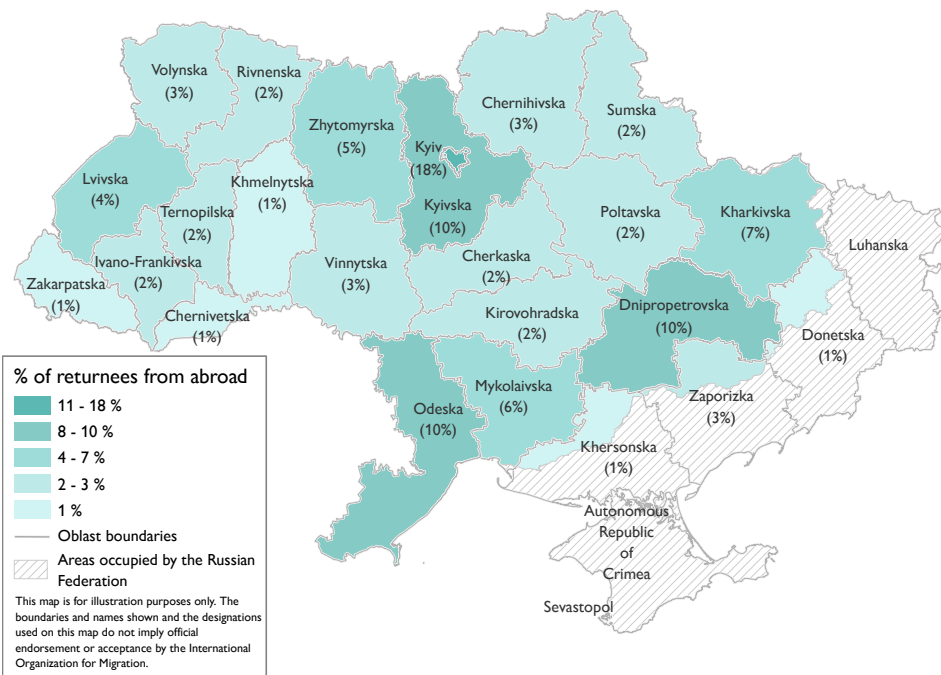 Volynska
(3%)
Rivnenska
(2%)
Zhytomyrska
(5%)
Kyiv
(18%)
Kyivska
(10%)
Chernihivska
(3%)
Sumska
(2%)
Lvivska
(4%)
Ternopilska
(2%)
Khmelnytska
(1%)
Ivano-Frankivska
(2%)
Zakarpatska
(1%)
Chernivetska
(1%)
Vinnytska
(3%)
Cherkaska
(2%)
Poltavska
(2%)
Kharkivska
(7%)
Luhanska
Kirovohradska
(2%)
Dnipropetrovska
(10%)
Donetska
(1%)
Odeska
(10%)
Mykolaivska
(6%)
Zaporizka
(3%)
Khersonska
(1%)
Autonomous
Republic
of
Crimea
Sevastopol
% of returnees from abroad
11 - 18 %
8 - 10 %
4 - 7 %
2 - 3 %
1 %
Oblast boundaries
Areas occupied by the Russian
Federation
This map is for illustration purposes only. The
boundaries and names shown and the designations
used on this map do not imply official
endorsement or acceptance by the International
Organization for Migration.